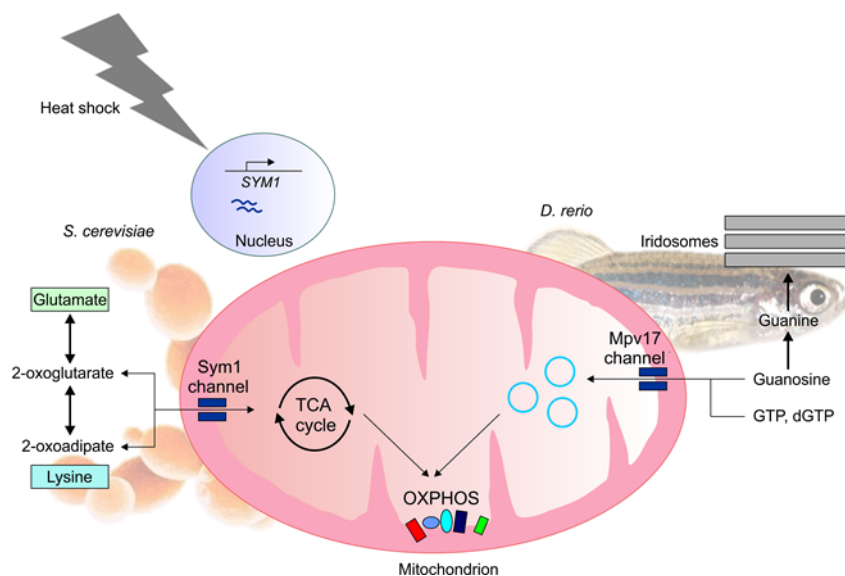 Heat shock
SYM1
Nucleus
S. cerevisiae
D. rerio
Iridosomes
Glutamate
Guanine
Sym1
channel
Mpv17
channel
2-oxoglutarate
Guanosine
TCA
cycle
GTP, dGTP
2-oxoadipate
Lysine
OXPHOS
Mitochondrion